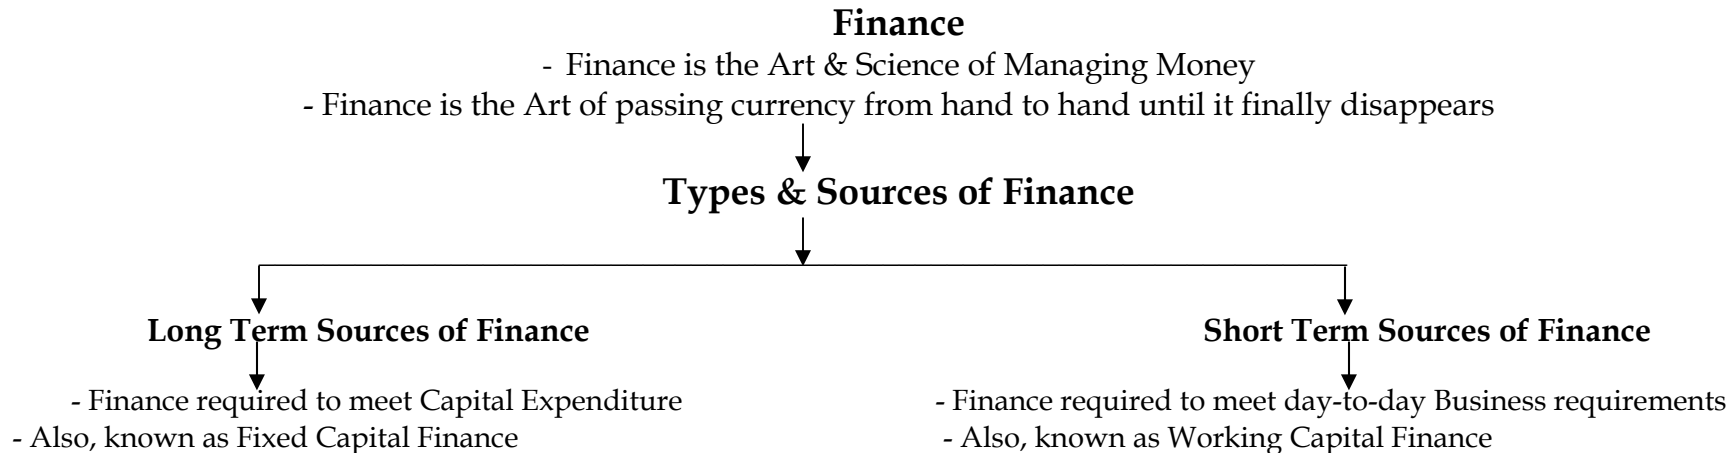 Finance
- Finance is the Art & Science of Managing Money
- Finance is the Art of passing currency from hand to hand until it finally disappears
Types & Sources of Finance
Long Term Sources of Finance
- Finance required to meet Capital Expenditure
- Also, known as Fixed Capital Finance
Short Term Sources of Finance
- Finance required to meet day-to-day Business requirements
- Also, known as Working Capital Finance